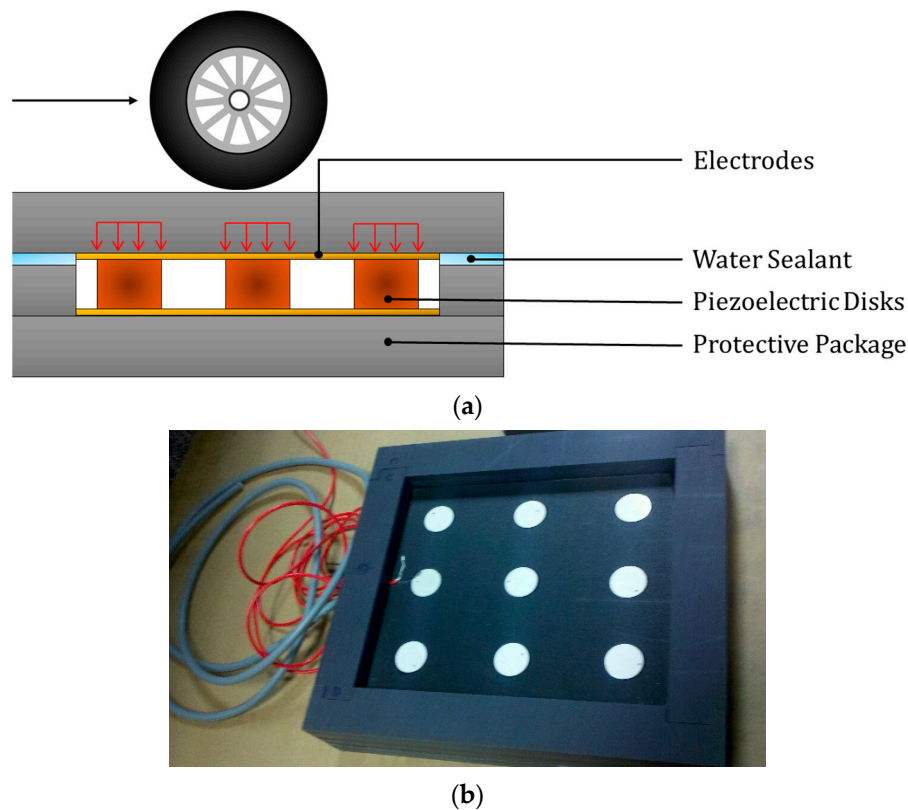 Electrodes
Water Sealant
Piezoelectric Disks
Protective Package
(a)
(b)